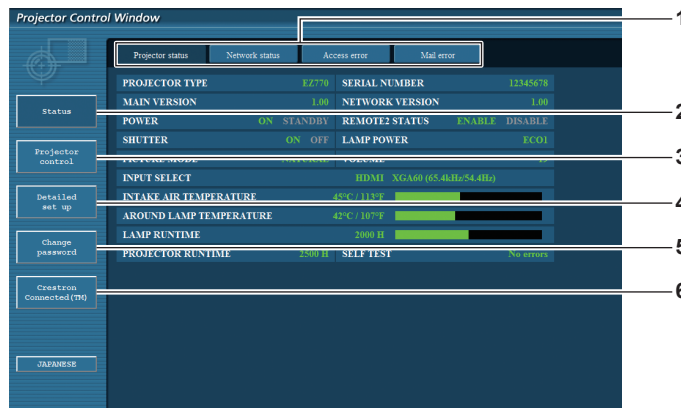 Projector Control Window
1
Projector status Network status Access error Mail error
PROJECTOR TYPE EZ770 SERIAL NUMBER 12345678
MAIN VERSION 1.00 NETWORK VERSION 1.00
Status
2
POWER ON STANDBY REMOTE2 STATUS ENABLE DISABLE
SHUTTER ON OFF LAMP POWER ECO1
Projector
control
3
PICTURE MODE NATURAL VOLUME
INPUT SELECT HDMI XGA60 (65.4kHz/54.4Hz)
Detailed
set up
4
INTAKE AIR TEMPERATURE 45°C / 113°F
AROUND LAMP TEMPERATURE 42°C / 107°F
LAMP RUNTIME 2000 H
Change
password
5
PROJECTOR RUNTIME 2500 H SELF TEST No errors
Crestron
Connected(TM)
6
JAPANESE